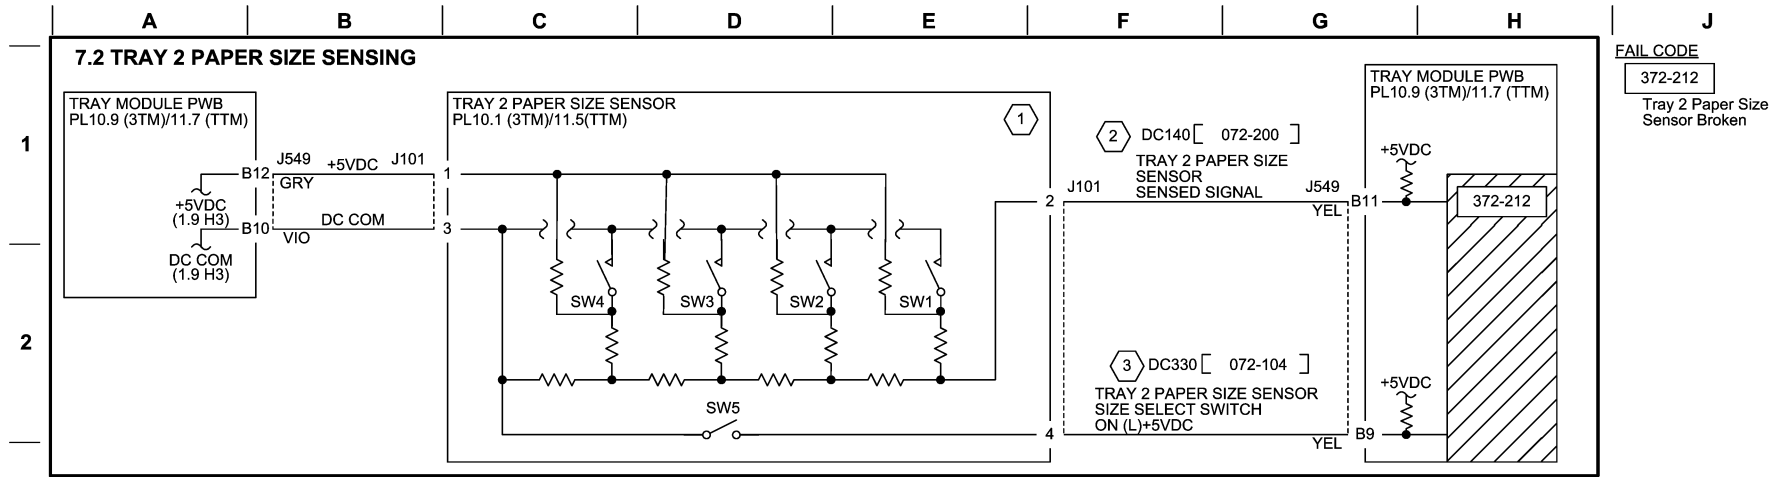 A B C D E F G H J
7.2 TRAY 2 PAPER SIZE SENSING
FAIL CODE
372-212
Tray 2 Paper Size
Sensor Broken
1
2
TRAY MODULE PWB
PL10.9 (3TM)/11.7 (TTM)
+5VDC
(1.9 H3)
DC COM
(1.9 H3)
B12
B10
J549
GRY
+5VDC
J101
DC COM
VIO
TRAY 2 PAPER SIZE SENSOR
PL10.1 (3TM)/11.5(TTM)
1
1
3
SW4
SW3
SW2
SW1
SW5
2
4
J101
2
DC140[ 072-200 ]
TRAY 2 PAPER SIZE
SENSOR
SENSED SIGNAL
J549
YEL
3
DC330[ 072-104 ]
TRAY 2 PAPER SIZE SENSOR
SIZE SELECT SWITCH
ON (L)+5VDC
YEL
TRAY MODULE PWB
PL10.9 (3TM)/11.7 (TTM)
+5VDC
B11
372-212
+5VDC
B9